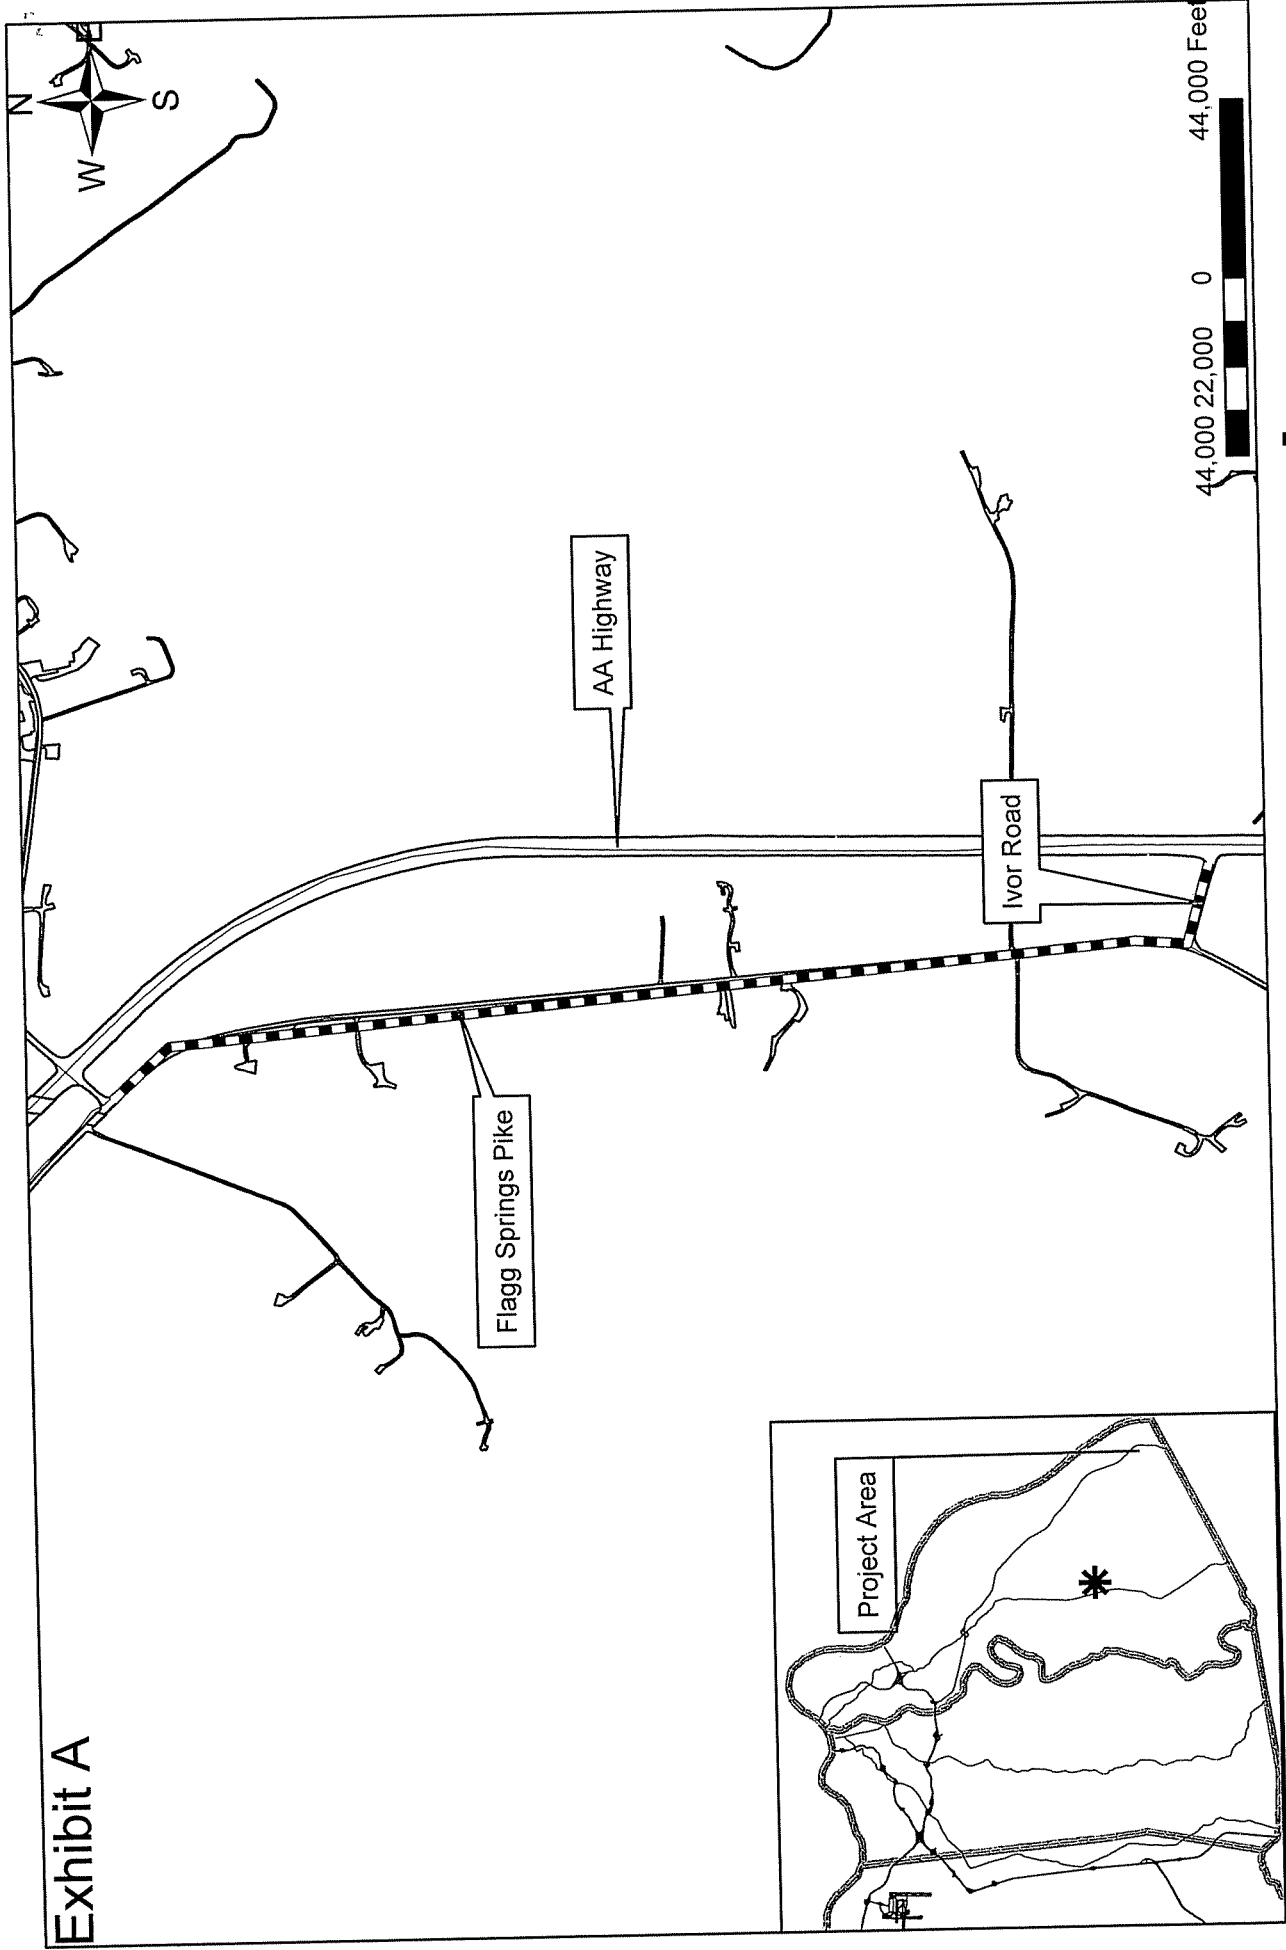 Exhibit A
N
W
S
AA Highway
Flagg Springs Pike
Ivor Road
Project Area
44,000 22,000 0 44,000 Feet